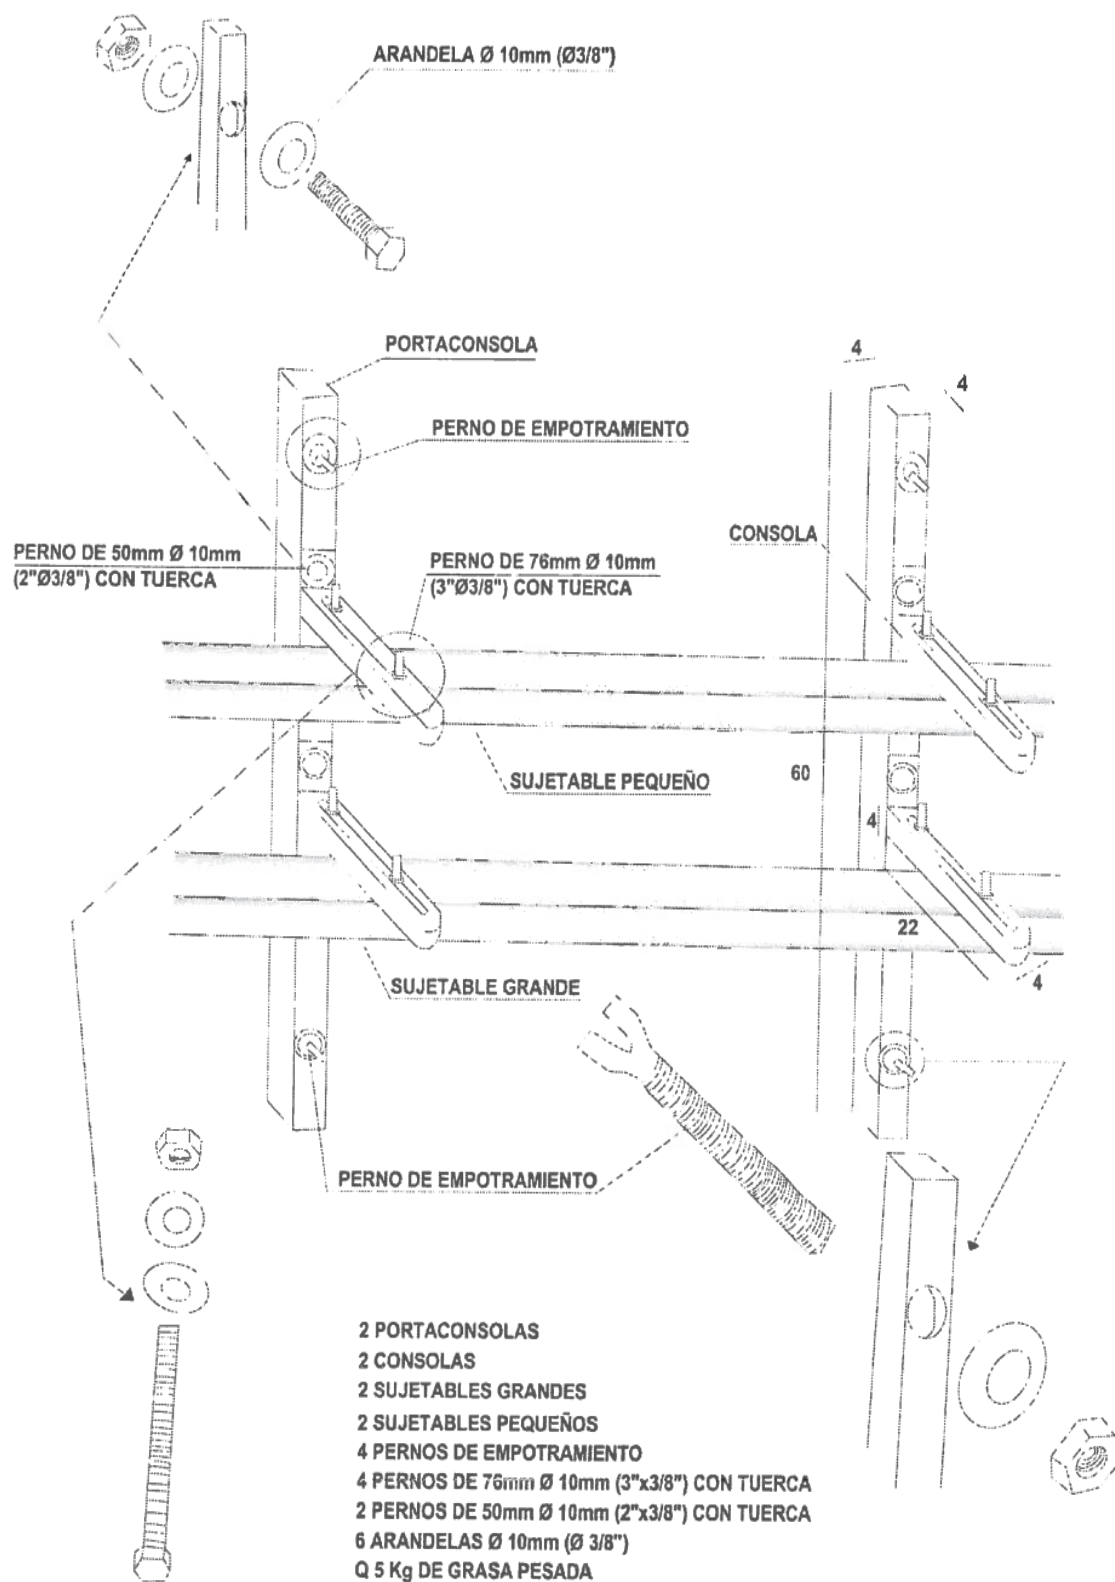 ARANDELA Ø 10mm (Ø3/8")
PORTACONSOLA
4
4
PERNO DE EMPOTRAMIENTO
CONSOLA
PERNO DE 50mm Ø 10mm
(2"Ø3/8") CON TUERCA
PERNO DE 76mm Ø 10mm
(3"Ø3/8") CON TUERCA
SUJETABLE PEQUEÑO
60
4
22
4
SUJETABLE GRANDE
PERNO DE EMPOTRAMIENTO
2 PORTACONSOLAS
2 CONSOLAS
2 SUJETABLES GRANDES
2 SUJETABLES PEQUEÑOS
4 PERNOS DE EMPOTRAMIENTO
4 PERNOS DE 76mm Ø 10mm (3"x3/8") CON TUERCA
2 PERNOS DE 50mm Ø 10mm (2"x3/8") CON TUERCA
6 ARANDELAS Ø 10mm (Ø 3/8")
Q 5 Kg DE GRASA PESADA